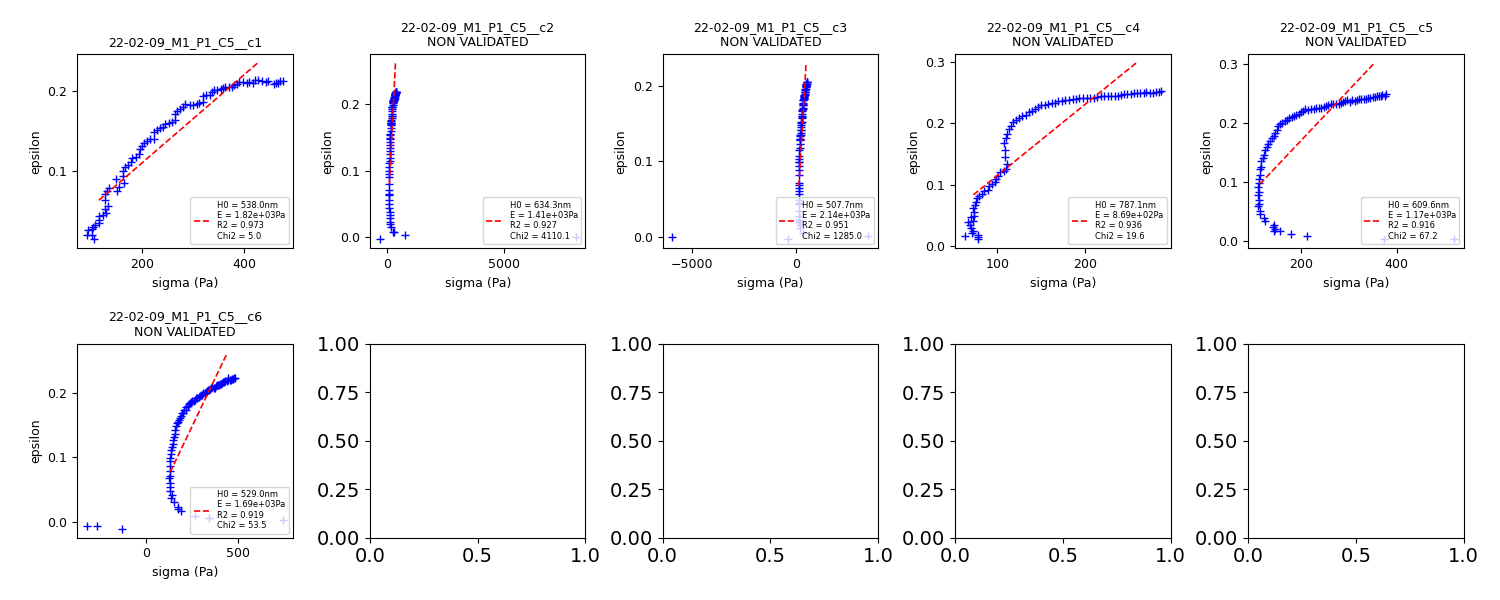 22-02-09_M1_P1_C5__c1
epsilon
0.2
0.1
200
400
sigma (Pa)
H0 = 538.0nm
E = 1.82e+03Pa
R2 = 0.973
Chi2 = 5.0
22-02-09_M1_P1_C5__c2
NON VALIDATED
epsilon
0.2
0.1
0.0
0
5000
sigma (Pa)
H0 = 634.3nm
E = 1.41e+03Pa
R2 = 0.927
Chi2 = 4110.1
22-02-09_M1_P1_C5__c3
NON VALIDATED
epsilon
0.2
0.1
0.0
−5000
0
sigma (Pa)
H0 = 507.7nm
E = 2.14e+03Pa
R2 = 0.951
Chi2 = 1285.0
22-02-09_M1_P1_C5__c4
NON VALIDATED
epsilon
0.3
0.2
0.1
0.0
100
200
sigma (Pa)
H0 = 787.1nm
E = 8.69e+02Pa
R2 = 0.936
Chi2 = 19.6
22-02-09_M1_P1_C5__c5
NON VALIDATED
epsilon
0.3
0.2
0.1
0.0
200
400
sigma (Pa)
H0 = 609.6nm
E = 1.17e+03Pa
R2 = 0.916
Chi2 = 67.2
22-02-09_M1_P1_C5__c6
NON VALIDATED
epsilon
0.2
0.1
0.0
0
500
sigma (Pa)
H0 = 529.0nm
E = 1.69e+03Pa
R2 = 0.919
Chi2 = 53.5
1.00
0.75
0.50
0.25
0.00
0.0
0.5
1.0
1.00
0.75
0.50
0.25
0.00
0.0
0.5
1.0
1.00
0.75
0.50
0.25
0.00
0.0
0.5
1.0
1.00
0.75
0.50
0.25
0.00
0.0
0.5
1.0